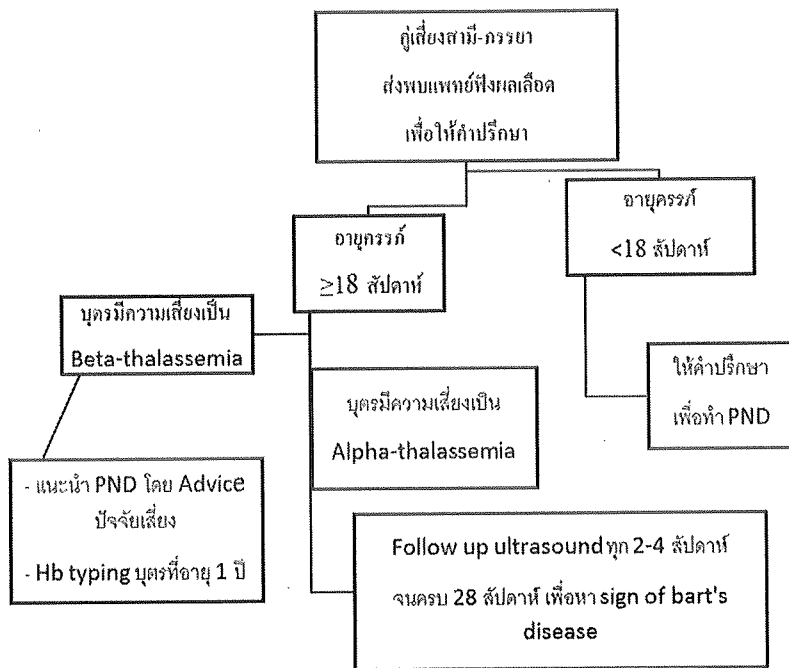 คู่เสี่ยงสามี-ภรรยา
ส่งพบแพทย์ฟังผลเลือด
เพื่อให้คำปรึกษา
อายุครรภ์
≥18 สัปดาห์
อายุครรภ์
<18 สัปดาห์
บุตรมีความเสี่ยงเป็น
Beta-thalassemia
บุตรมีความเสี่ยงเป็น
Alpha-thalassemia
ให้คำปรึกษา
เพื่อทำ PND
- แนะนำ PND โดย Advice
ปัจจัยเสี่ยง
- Hb typing บุตรที่อายุ 1 ปี
Follow up ultrasound ทุก 2-4 สัปดาห์
จนครบ 28 สัปดาห์ เพื่อหา sign of bart's
disease